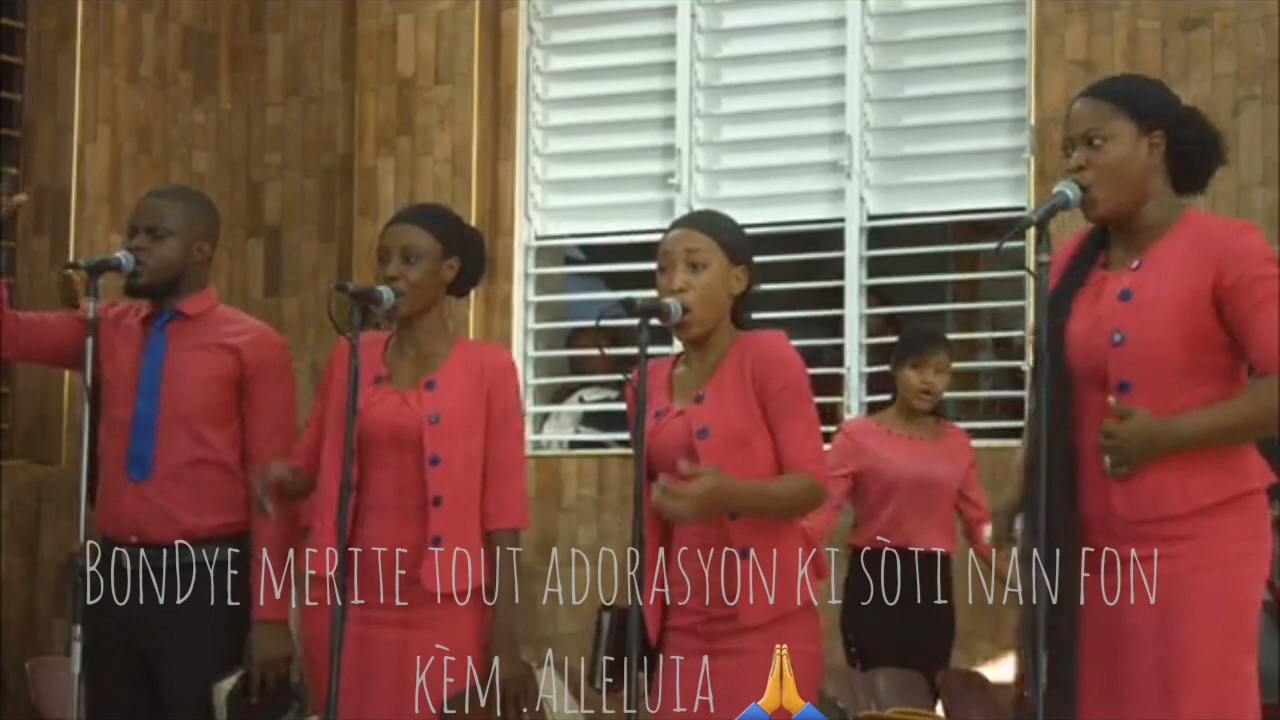 BonDye merite tout adorasyon ki sòti nan fon
kèm .Alleluia 🙏